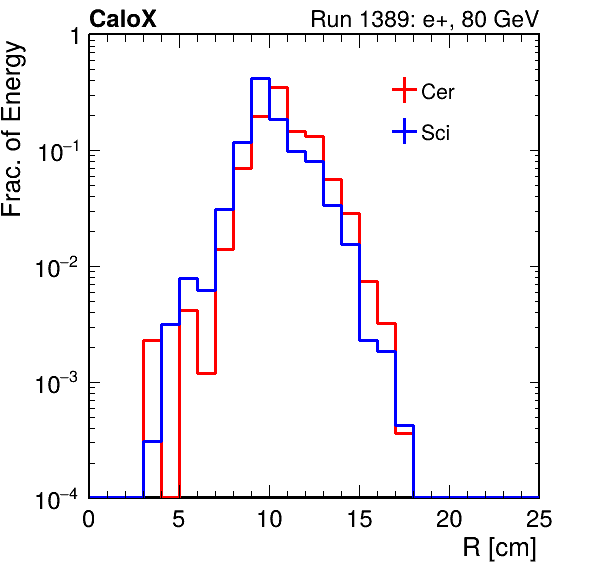 CaloX Run 1389: e+, 80 GeV
Frac. of Energy
1
10⁻¹
10⁻²
10⁻³
10⁻⁴
Cer
Sci
0 5 10 15 20 25
R [cm]